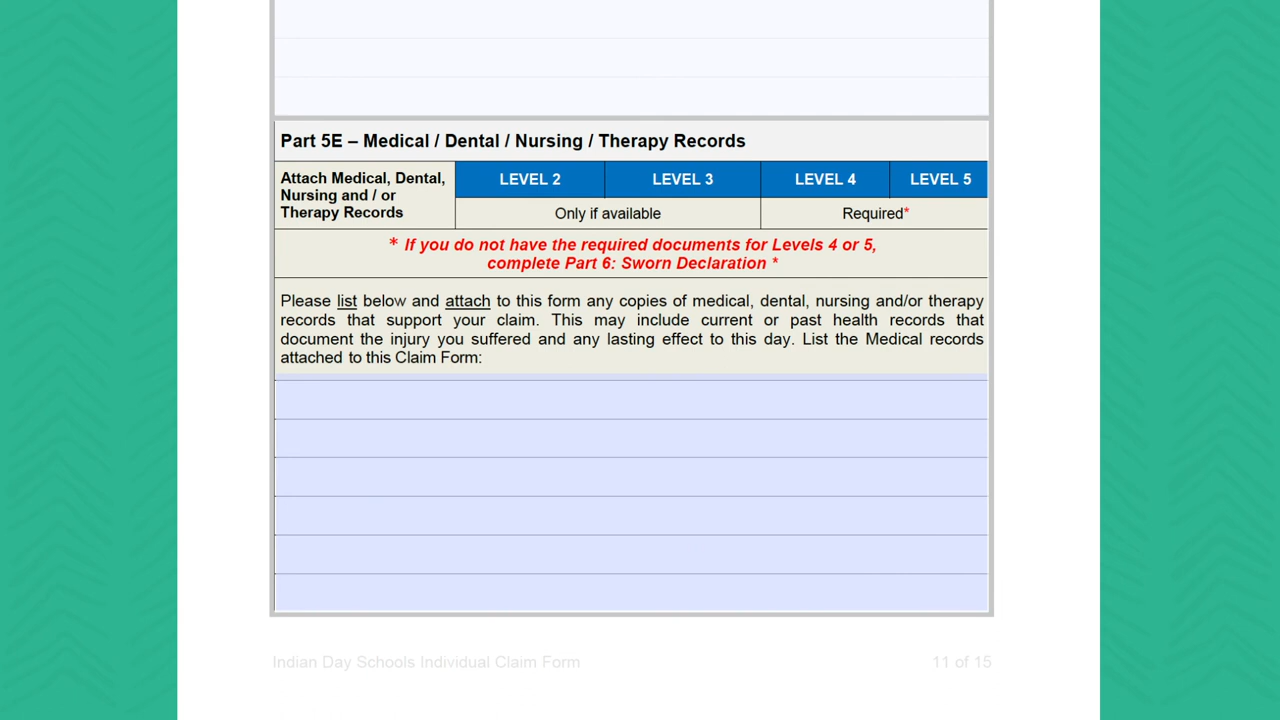 Part 5E – Medical / Dental / Nursing / Therapy Records
Attach Medical, Dental,
Nursing and / or
Therapy Records
LEVEL 2
LEVEL 3
LEVEL 4
LEVEL 5
Only if available
Required*
* If you do not have the required documents for Levels 4 or 5,
complete Part 6: Sworn Declaration *
Please list below and attach to this form any copies of medical, dental, nursing and/or therapy
records that support your claim. This may include current or past health records that
document the injury you suffered and any lasting effect to this day. List the Medical records
attached to this Claim Form:
Indian Day Schools Individual Claim Form
11 of 15